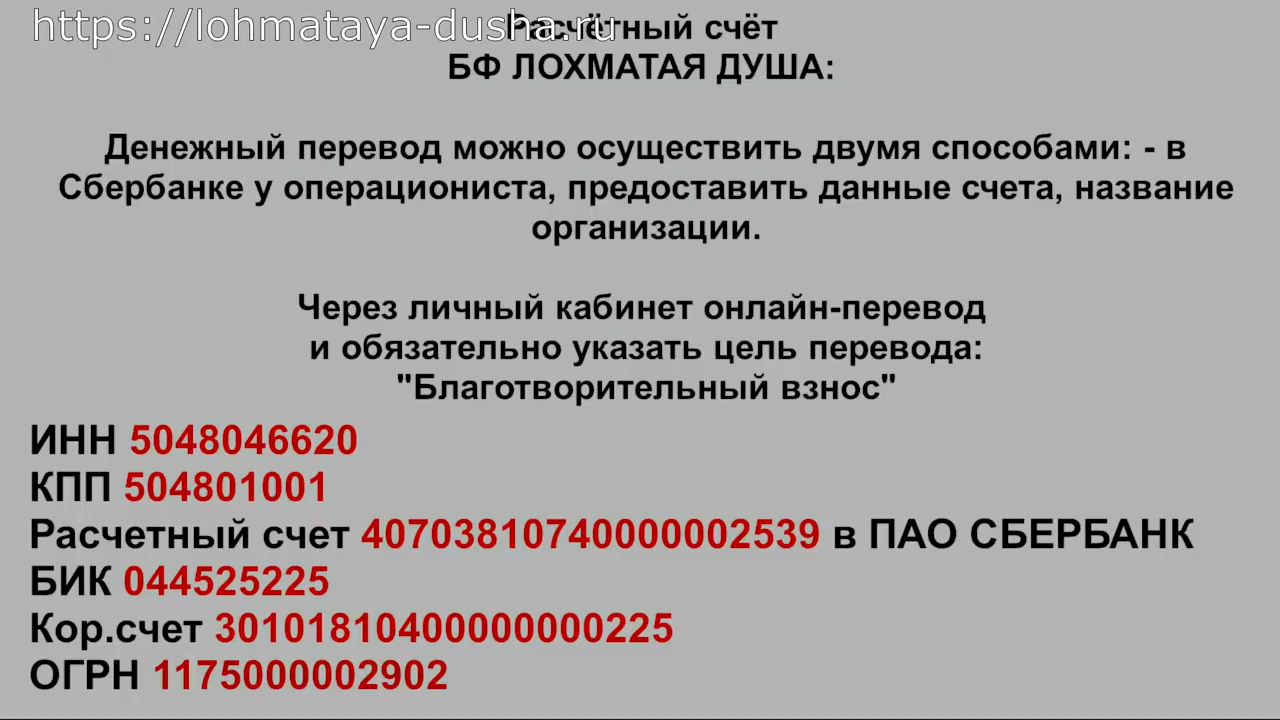 https://lohmataya-dusha.ru
Расчётный счёт
БФ ЛОХМАТАЯ ДУША:
Денежный перевод можно осуществить двумя способами: - в
Сбербанке у операциониста, предоставить данные счета, название
организации.
Через личный кабинет онлайн-перевод
и обязательно указать цель перевода:
"Благотворительный взнос"
ИНН 5048046620
КПП 504801001
Расчетный счет 40703810740000002539 в ПАО СБЕРБАНК
БИК 044525225
Кор.счет 30101810400000000225
ОГРН 1175000002902